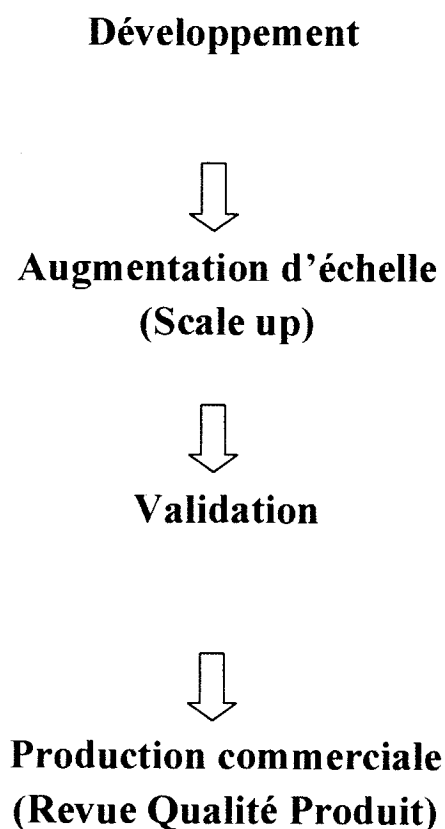 Développement
Augmentation d'échelle
(Scale up)
Validation
Production commerciale
(Revue Qualité Produit)